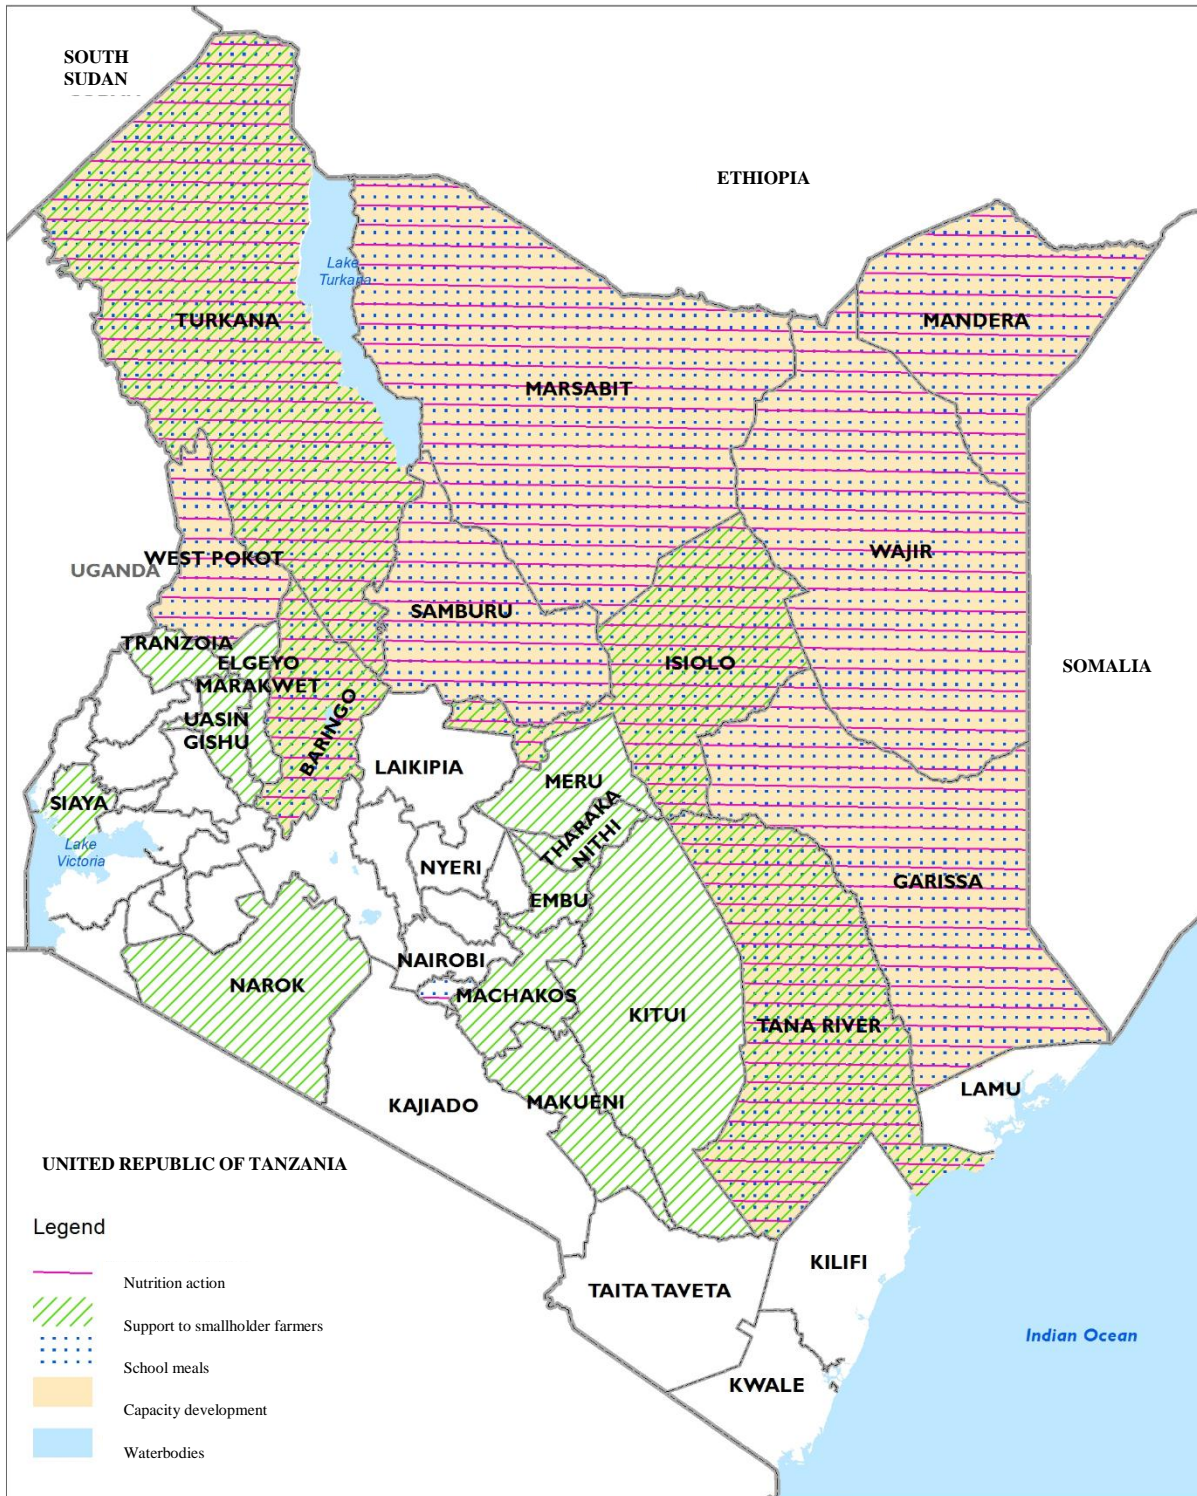 SOUTH
SUDAN
ETHIOPIA
Lake
Turkana
TURKANA
MANDERA
MARSABIT
WAJIR
WEST POKOT
UGANDA
SAMBURU
TRANZOIA
ELGEYO
MARAKWET
ISIOLO
SOMALIA
UASIN
GISHU
BARINGO
LAIKIPIA
MERU
SIAYA
THARAKA
NITHI
Lake
Victoria
NYERI
GARISSA
EMBU
NAIROBI
NAROK
MACHAKOS
KITUI
TANA RIVER
LAMU
KAJIADO
MAKUENI
UNITED REPUBLIC OF TANZANIA
Legend
KILIFI
Nutrition action
TAITA TAVETA
Support to smallholder farmers
Indian Ocean
School meals
KWALE
Capacity development
Waterbodies